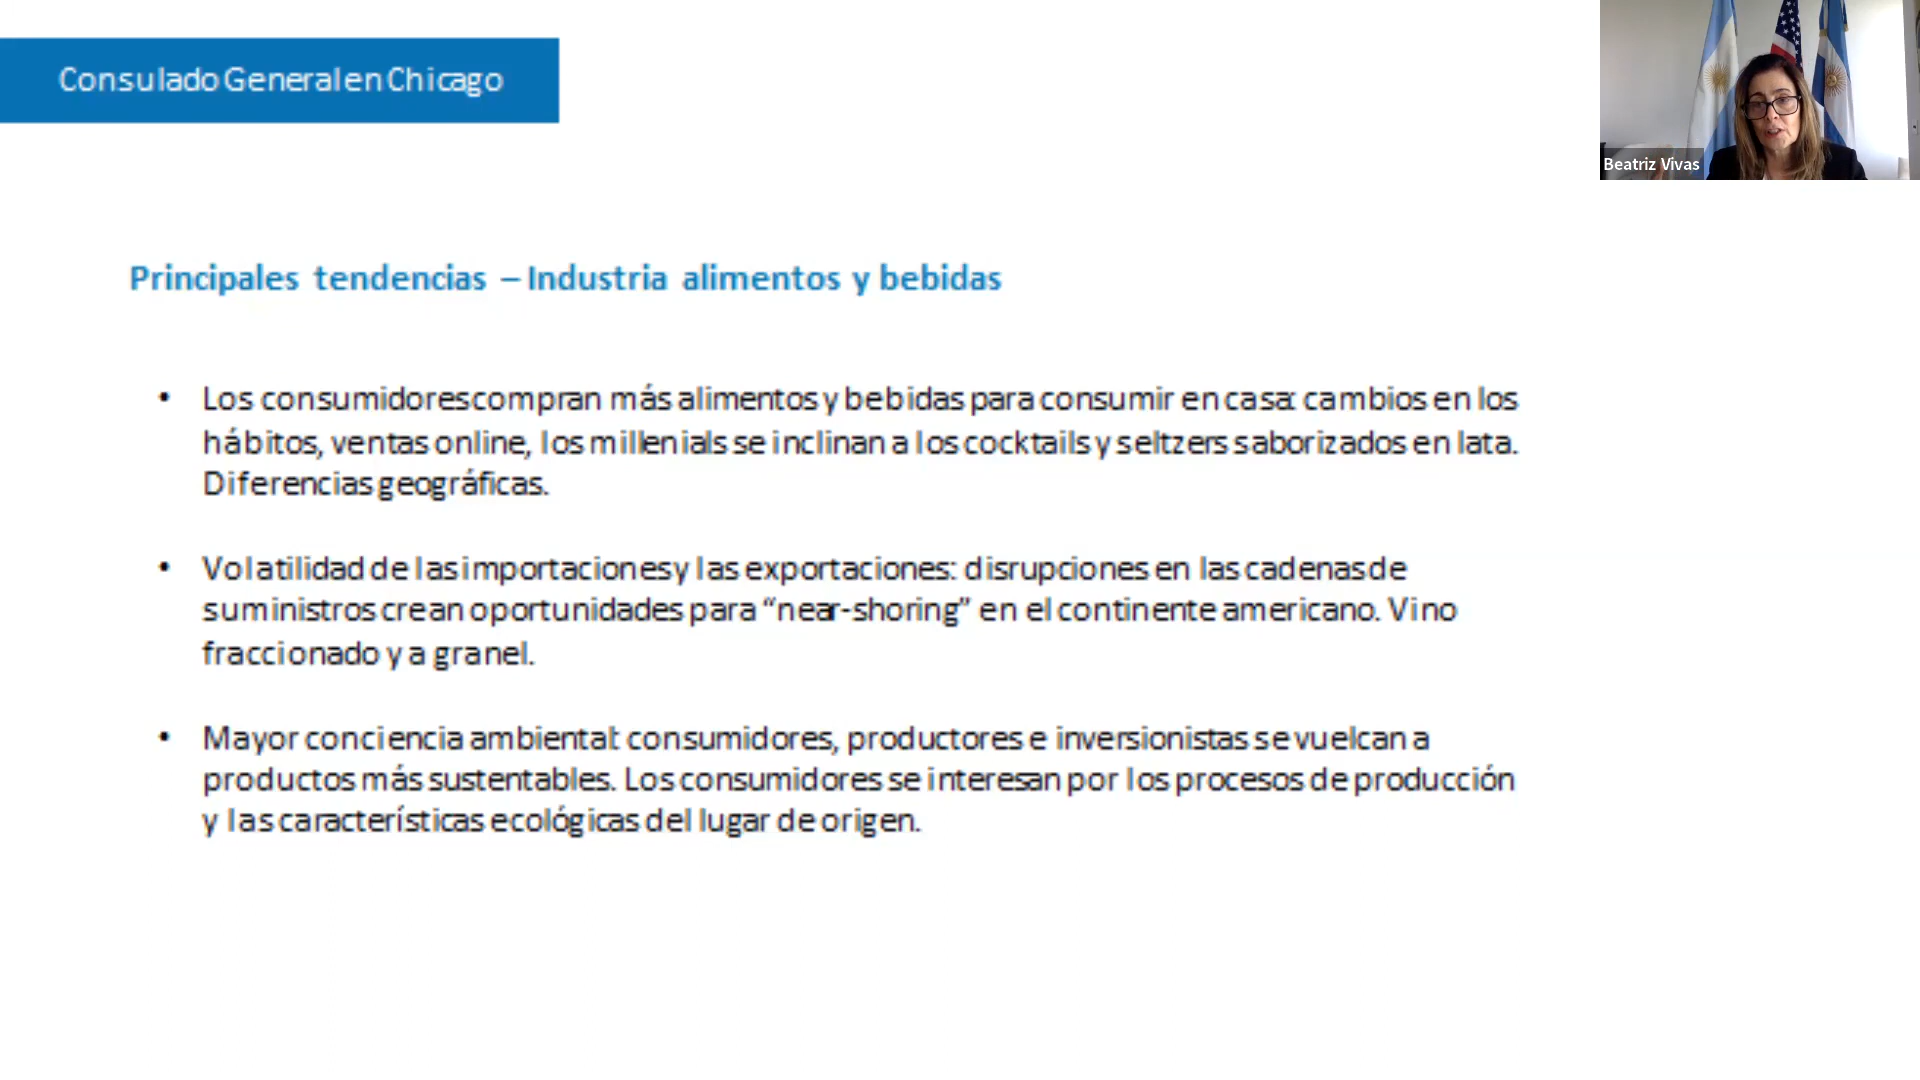 Consulado General en Chicago
Beatriz Vivas
Principales tendencias – Industria alimentos y bebidas
• Los consumidores compran más alimentos y bebidas para consumir en casa: cambios en los
hábitos, ventas online, los millenials se inclinan a los cocktails y seltzers saborizados en lata.
Diferencias geográficas.
• Volatilidad de las importaciones y las exportaciones: disrupciones en las cadenas de
suministros crean oportunidades para “near-shoring” en el continente americano. Vino
fraccionado y a granel.
• Mayor conciencia ambiental: consumidores, productores e inversionistas se vuelcan a
productos más sustentables. Los consumidores se interesan por los procesos de producción
y las características ecológicas del lugar de origen.